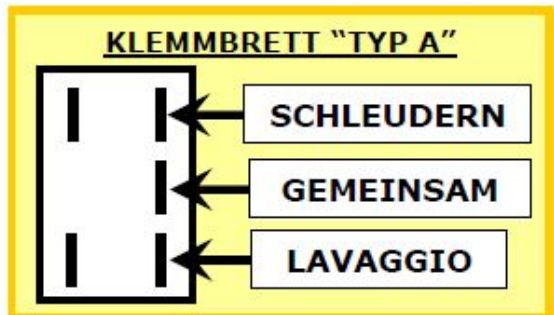 KLEMMBRETT “TYP A”
SCHLEUDERN
GEMEINSAM
LAVAGGIO